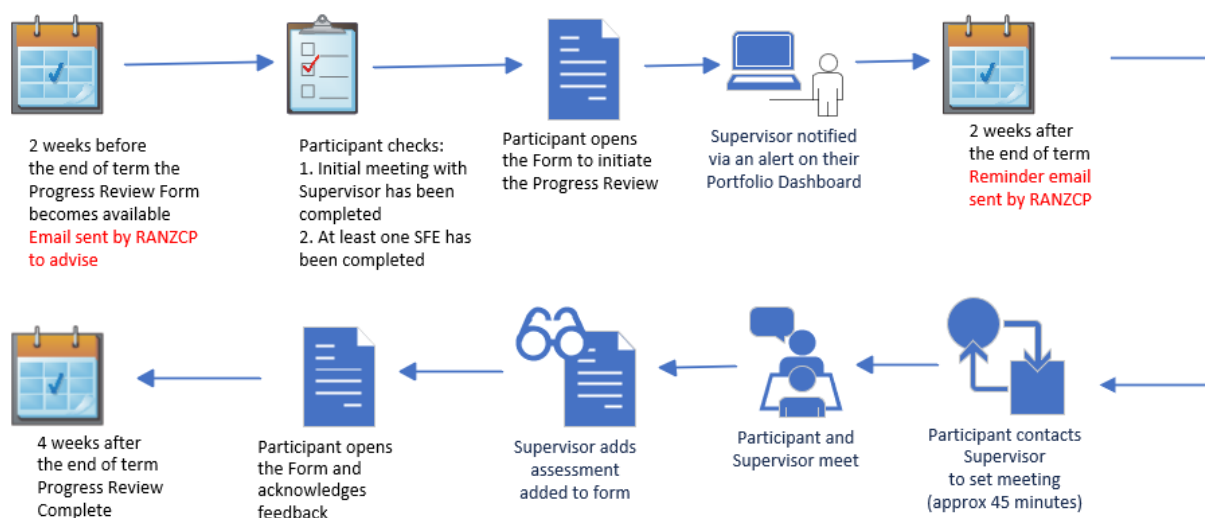 2 weeks before
the end of term the
Progress Review Form
becomes available
Email sent by RANZCP
to advise
Participant checks:
1. Initial meeting with
Supervisor has been
completed
2. At least one SFE has
been completed
Participant opens
the Form to initiate
the Progress Review
Supervisor notified
via an alert on their
Portfolio Dashboard
2 weeks after
the end of term
Reminder email
sent by RANZCP
Participant contacts
Supervisor
to set meeting
(approx 45 minutes)
Participant and
Supervisor meet
Supervisor adds
assessment
added to form
Participant opens
the Form and
acknowledges
feedback
4 weeks after
the end of term
Progress Review
Complete